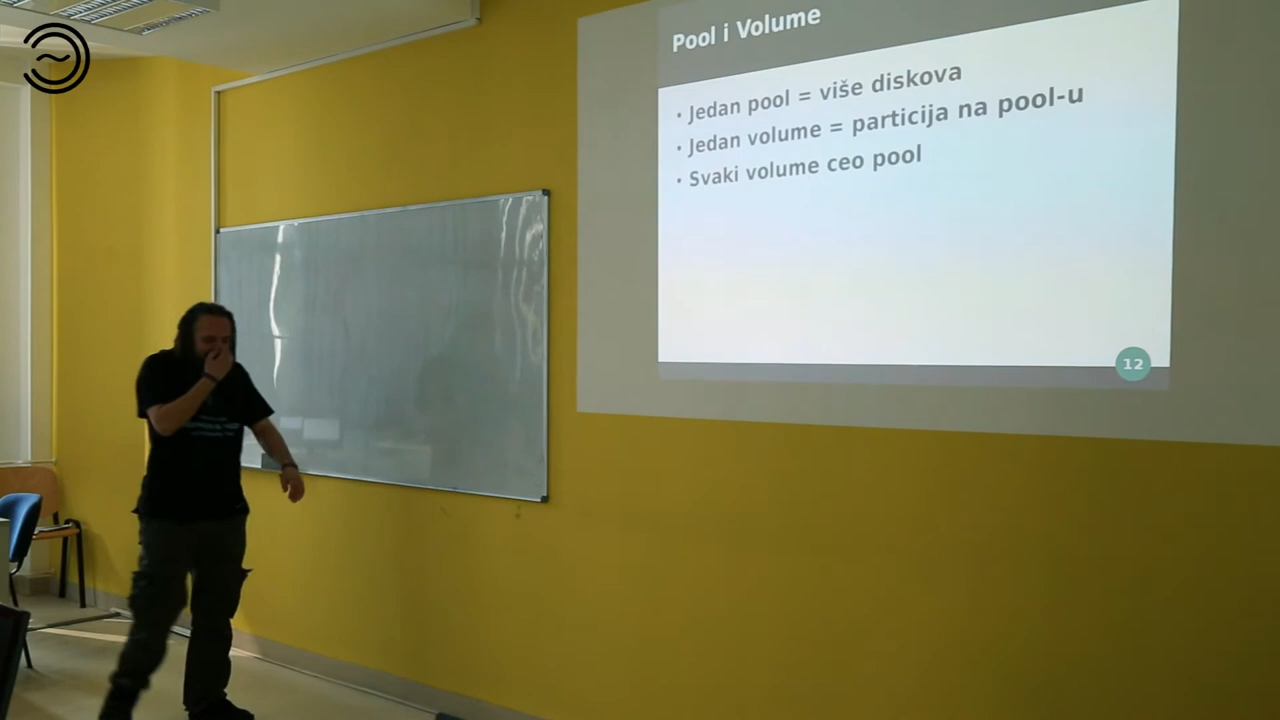 Pool i Volume
• Jedan pool = više diskova
• Jedan volume = particija na pool-u
• Svaki volume ceo pool
12